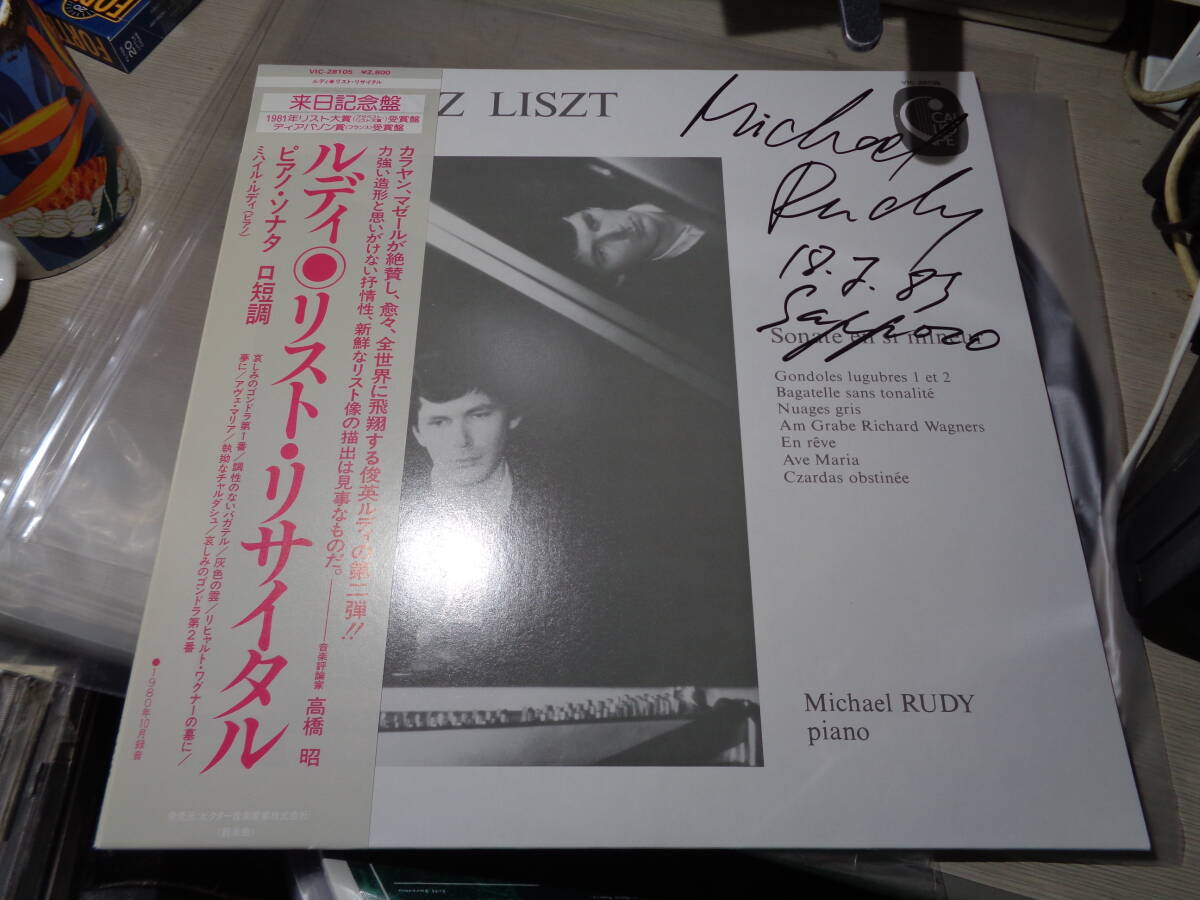 VIC-28105 ¥2,800
ルディ◉リスト・リサイタル
来日記念盤
1981年リスト大賞受賞盤
ディアパゾン賞(フランス)受賞盤
カラヤン、マゼールが絶賛し、愈々、全世界に飛翔する俊英ルディの第二弾!!
力強い造形と思いがけない抒情性、新鮮なリスト像の描出は見事なものだ。――音楽評論家 高橋 昭
ルディ◉リスト・リサイタル
ピアノ・ソナタ ロ短調
ミハイル・ルディ(ピアノ)
哀しみのゴンドラ第1番/調性のないバガテル/灰色の雲/リヒャルト・ワグナーの墓に/
夢に/アヴェ・マリア/執拗なチャルダシュ/哀しみのゴンドラ第2番
●1980年10月録音
Z LISZT
VIC-28105
Michael
Rudy
18.7.83
Sapporo
Sonate en si mineur
Gondoles lugubres 1 et 2
Bagatelle sans tonalité
Nuages gris
Am Grabe Richard Wagners
En rêve
Ave Maria
Czardas obstinée
Michael RUDY
piano